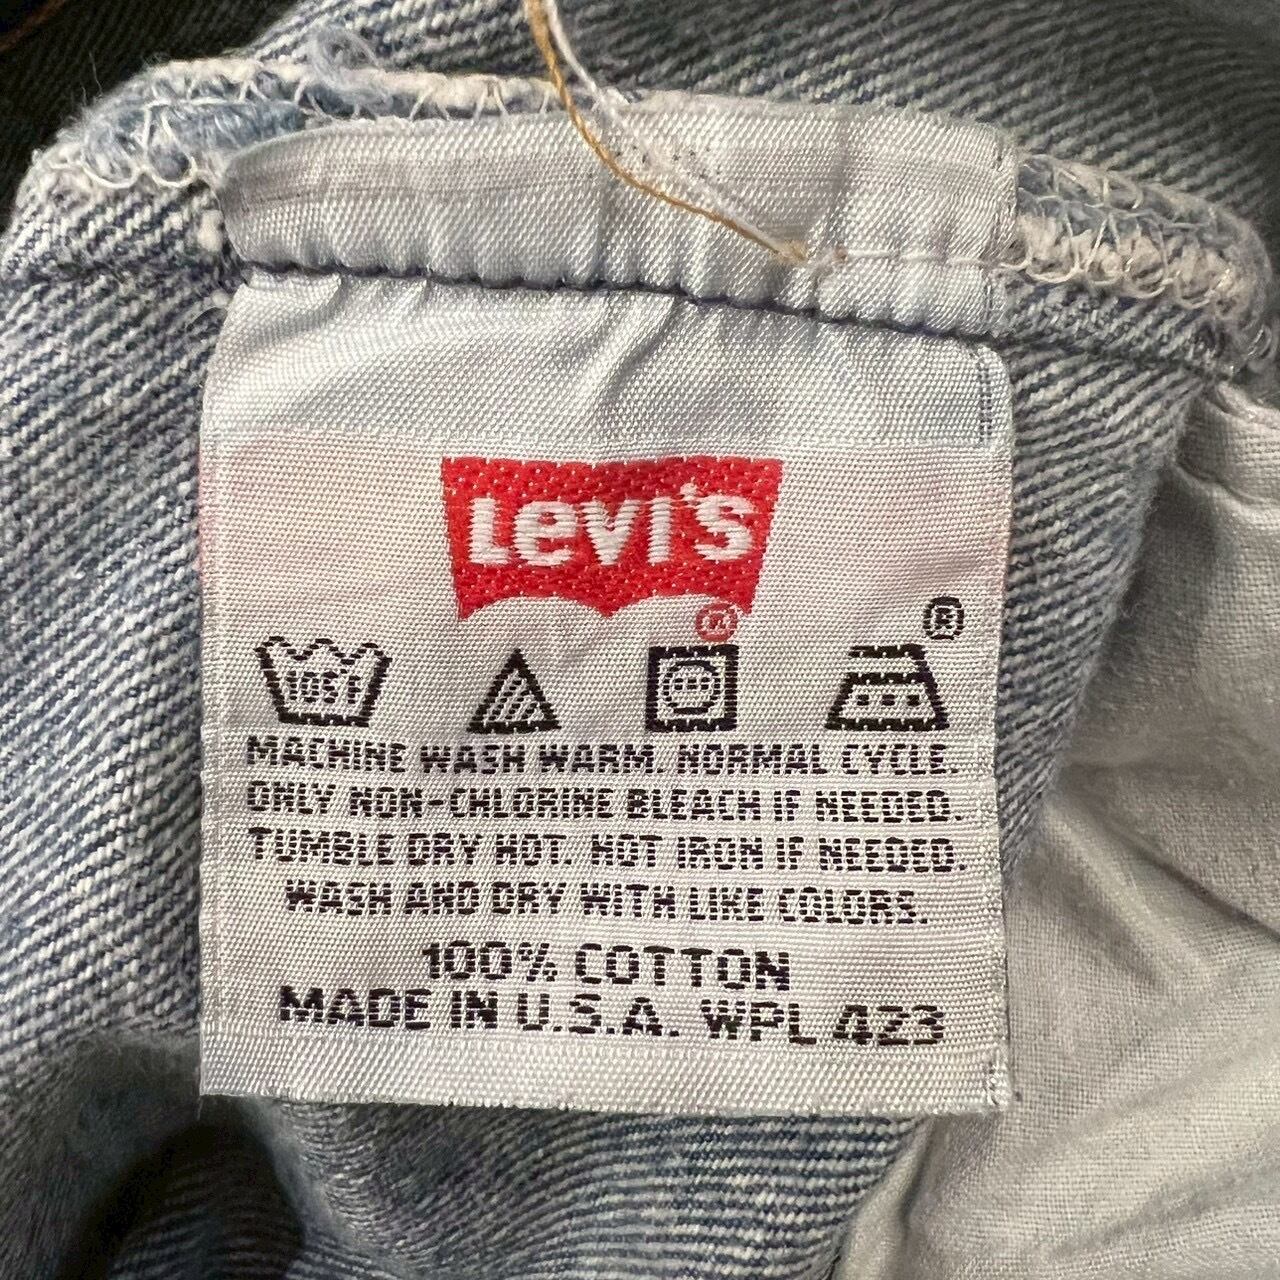 Levi's
®
®
105F
MACHINE WASH WARM. NORMAL CYCLE.
ONLY NON-CHLORINE BLEACH IF NEEDED.
TUMBLE DRY HOT. HOT IRON IF NEEDED.
WASH AND DRY WITH LIKE COLORS.
100% COTTON
MADE IN U.S.A. WPL 423